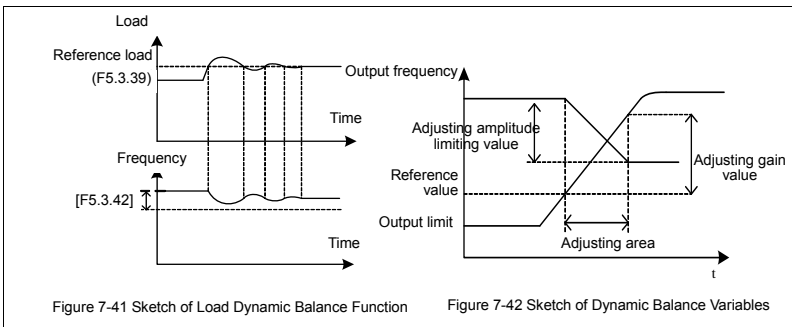 Load
Reference load
(F5.3.39)
Time
Frequency
[F5.3.42]
Time
Figure 7-41 Sketch of Load Dynamic Balance Function
Output frequency
Adjusting amplitude
limiting value
Reference
value
Output limit
Adjusting gain
value
Adjusting area
t
Figure 7-42 Sketch of Dynamic Balance Variables